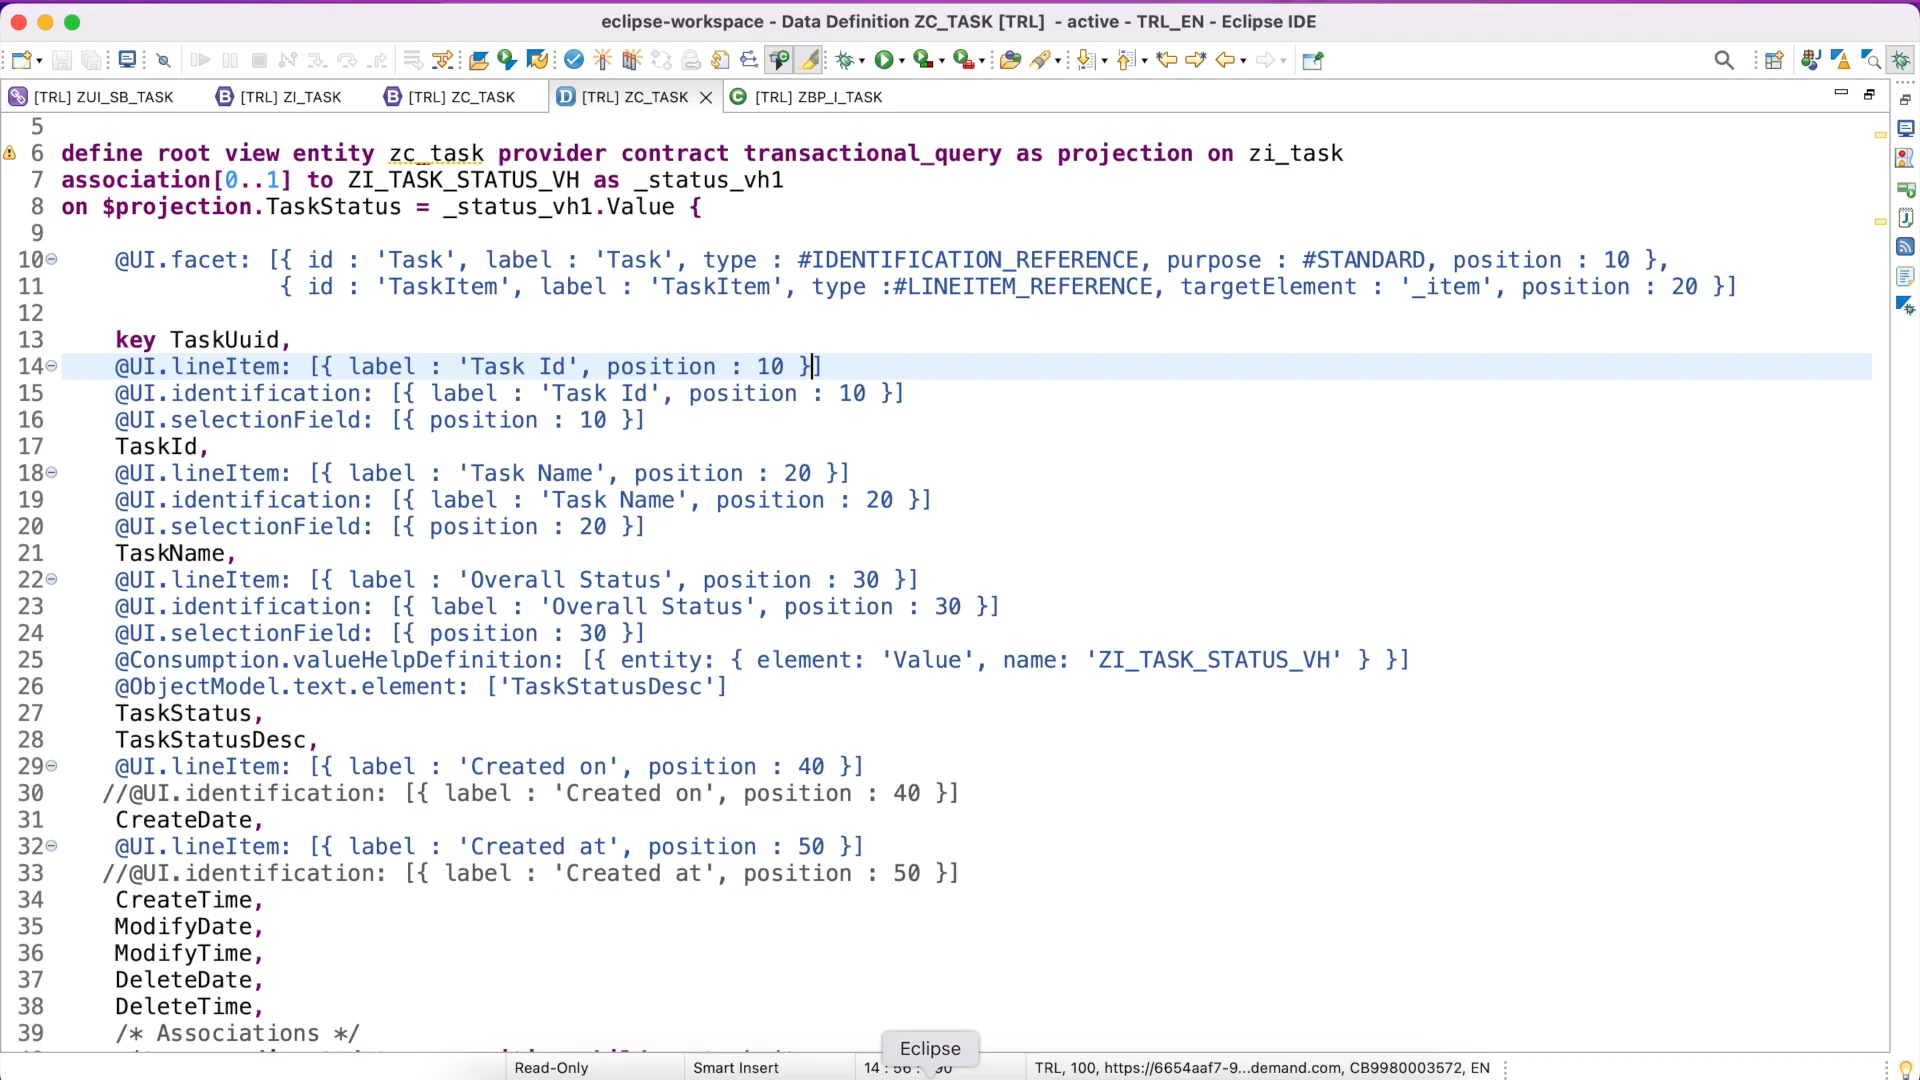 eclipse-workspace - Data Definition ZC_TASK [TRL]  - active - TRL_EN - Eclipse IDE
[TRL] ZUI_SB_TASK
[TRL] ZI_TASK
[TRL] ZC_TASK
[TRL] ZC_TASK
[TRL] ZBP_I_TASK
5
6 define root view entity zc_task provider contract transactional_query as projection on zi_task
7 association[0..1] to ZI_TASK_STATUS_VH as _status_vh1
8 on $projection.TaskStatus = _status_vh1.Value {
9
10 @UI.facet: [{ id : 'Task', label : 'Task', type : #IDENTIFICATION_REFERENCE, purpose : #STANDARD, position : 10 },
11 { id : 'TaskItem', label : 'TaskItem', type :#LINEITEM_REFERENCE, targetElement : '_item', position : 20 }]
12
13 key TaskUuid,
14 @UI.lineItem: [{ label : 'Task Id', position : 10 }]
15 @UI.identification: [{ label : 'Task Id', position : 10 }]
16 @UI.selectionField: [{ position : 10 }]
17 TaskId,
18 @UI.lineItem: [{ label : 'Task Name', position : 20 }]
19 @UI.identification: [{ label : 'Task Name', position : 20 }]
20 @UI.selectionField: [{ position : 20 }]
21 TaskName,
22 @UI.lineItem: [{ label : 'Overall Status', position : 30 }]
23 @UI.identification: [{ label : 'Overall Status', position : 30 }]
24 @UI.selectionField: [{ position : 30 }]
25 @Consumption.valueHelpDefinition: [{ entity: { element: 'Value', name: 'ZI_TASK_STATUS_VH' } }]
26 @ObjectModel.text.element: ['TaskStatusDesc']
27 TaskStatus,
28 TaskStatusDesc,
29 @UI.lineItem: [{ label : 'Created on', position : 40 }]
30 //@UI.identification: [{ label : 'Created on', position : 40 }]
31 CreateDate,
32 @UI.lineItem: [{ label : 'Created at', position : 50 }]
33 //@UI.identification: [{ label : 'Created at', position : 50 }]
34 CreateTime,
35 ModifyDate,
36 ModifyTime,
37 DeleteDate,
38 DeleteTime,
39 /* Associations */
Eclipse
Read-Only
Smart Insert
14 : 56 :
TRL, 100, https://6654aaf7-9...demand.com, CB9980003572, EN